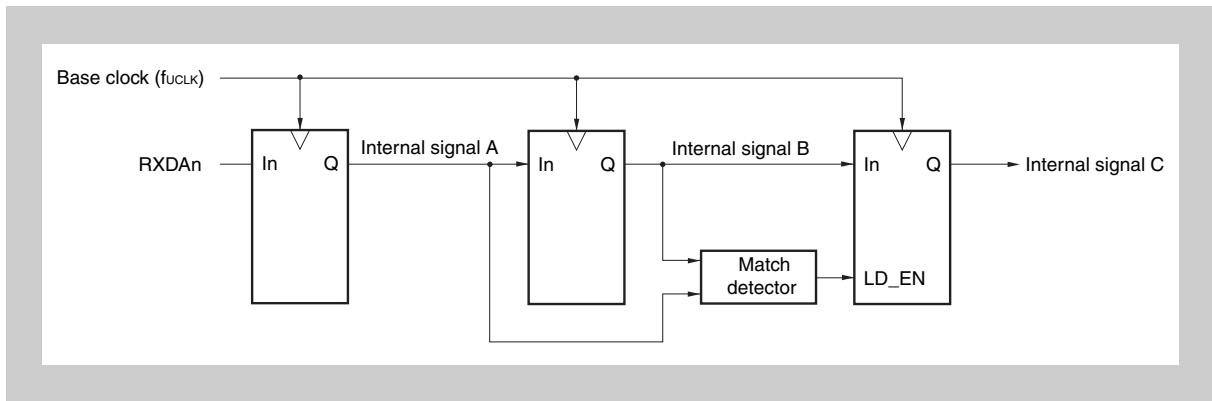 Base clock (fUCLK)
RXDAn
In
Q
Internal signal A
In
Q
Internal signal B
In
Q
Internal signal C
Match
detector
LD_EN